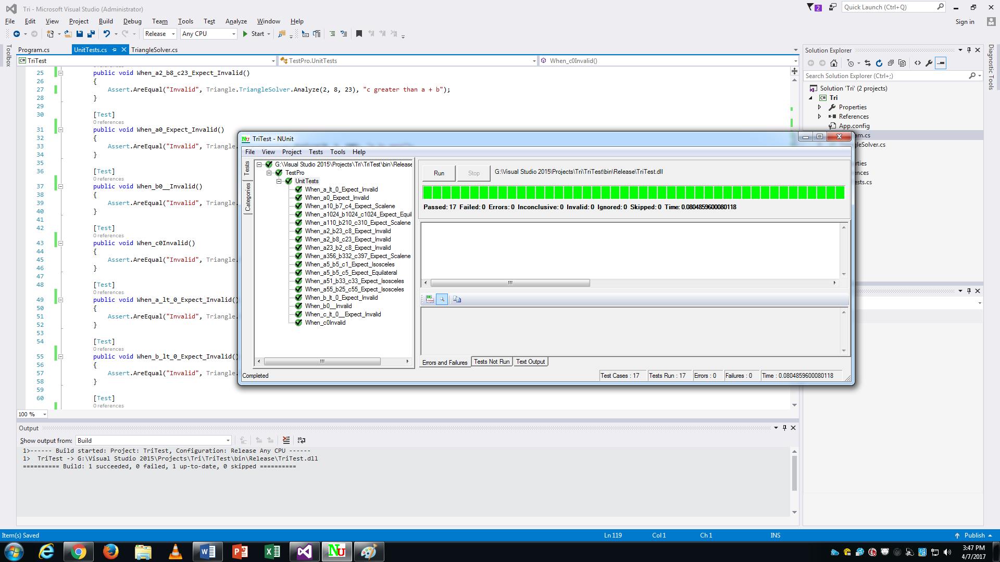 Tri - Microsoft Visual Studio (Administrator)
2
Quick Launch (Ctrl+Q)
File Edit View Project Build Debug Team Tools Test Analyze Window Help
Sign in
Release Any CPU Start
Toolbox
Program.cs UnitTests.cs TriangleSolver.cs
TriTest TestPro.UnitTests When_c0Invalid()
25 public void When_a2_b8_c23_Expect_Invalid()
26 {
27 Assert.AreEqual("Invalid", Triangle.TriangleSolver.Analyze(2, 8, 23), "c greater than a + b");
28 }
29
30 [Test]
0 references
31 public void When_a0_Expect_Invalid()
32 {
33 Assert.AreEqual("Invalid", Triangle.
34 }
35
36 [Test]
0 references
37 public void When_b0__Invalid()
38 {
39 Assert.AreEqual("Invalid", Triangle.
40 }
41
42 [Test]
0 references
43 public void When_c0Invalid()
44 {
45 Assert.AreEqual("Invalid", Triangle.
46 }
47
48 [Test]
0 references
49 public void When_a_lt_0_Expect_Invalid()
50 {
51 Assert.AreEqual("Invalid", Triangle.
52 }
53
54 [Test]
0 references
55 public void When_b_lt_0_Expect_Invalid()
56 {
57 Assert.AreEqual("Invalid", Triangle.
58 }
59
60 [Test]
0 references
100 %
TriTest - NUnit
File View Project Tests Tools Help
Tests
Categories
G:\Visual Studio 2015\Projects\Tri\TriTest\bin\Release
TestPro
UnitTests
When_a_lt_0_Expect_Invalid
When_a0_Expect_Invalid
When_a10_b7_c4_Expect_Scalene
When_a1024_b1024_c1024_Expect_Equil
When_a110_b210_c310_Expect_Scalene
When_a2_b23_c8_Expect_Invalid
When_a2_b8_c23_Expect_Invalid
When_a23_b2_c8_Expect_Invalid
When_a356_b332_c397_Expect_Scalene
When_a5_b5_c1_Expect_Isosceles
When_a5_b5_c5_Expect_Equilateral
When_a51_b33_c33_Expect_Isosceles
When_a55_b25_c55_Expect_Isosceles
When_b_lt_0_Expect_Invalid
When_b0__Invalid
When_c_lt_0__Expect_Invalid
When_c0Invalid
Run Stop G:\Visual Studio 2015\Projects\Tri\TriTest\bin\Release\TriTest.dll
Passed: 17 Failed: 0 Errors: 0 Inconclusive: 0 Invalid: 0 Ignored: 0 Skipped: 0 Time: 0.0804859600080118
Errors and Failures Tests Not Run Text Output
Completed Test Cases : 17 Tests Run : 17 Errors : 0 Failures : 0 Time : 0.0804859600080118
Solution Explorer
Search Solution Explorer (Ctrl+;)
Solution 'Tri' (2 projects)
Tri
Properties
References
App.config
am.cs
leSolver.cs
rties
ences
ests.cs
Diagnostic Tools
Output
Show output from: Build
1>------ Build started: Project: TriTest, Configuration: Release Any CPU ------
1> TriTest -> G:\Visual Studio 2015\Projects\Tri\TriTest\bin\Release\TriTest.dll
========== Build: 1 succeeded, 0 failed, 1 up-to-date, 0 skipped ==========
Item(s) Saved Ln 119 Col 1 Ch 1 INS Publish
3:47 PM
4/7/2017